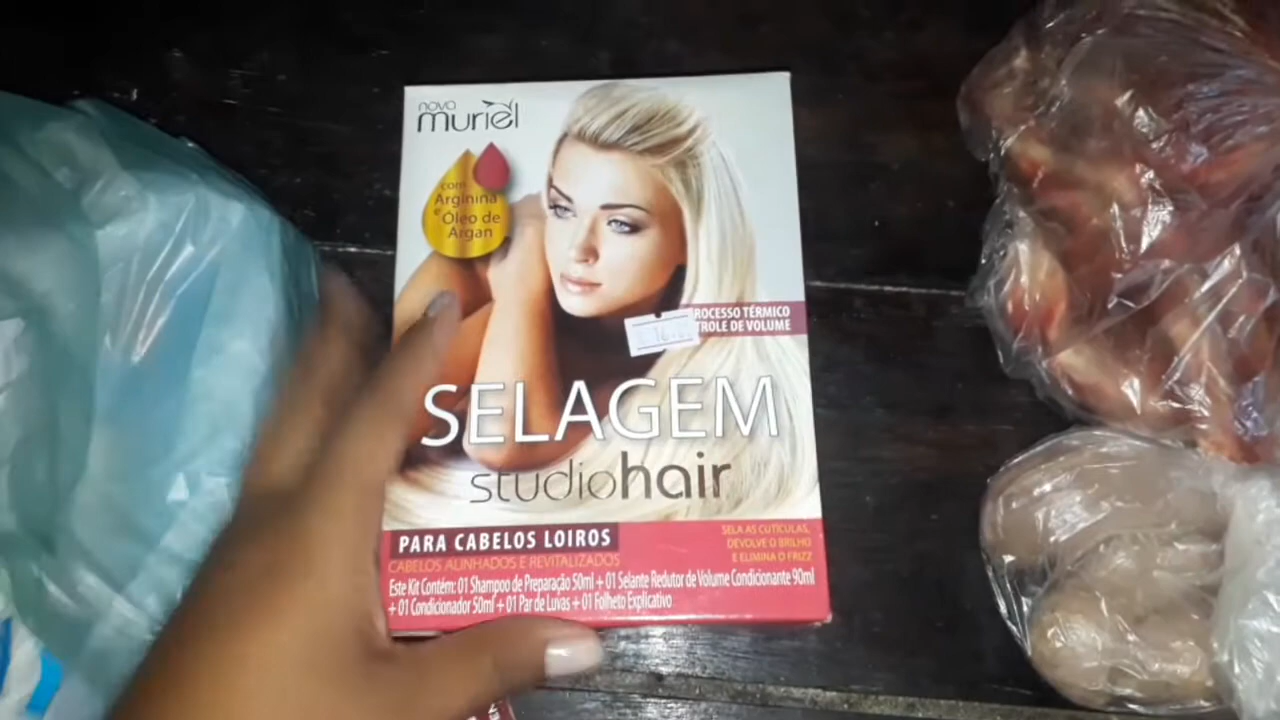 novo
muriel
com
Arginina
e Óleo de
Argan
ROCESSO TÉRMICO
TROLE DE VOLUME
SELAGEM
studiohair
PARA CABELOS LOIROS
CABELOS ALINHADOS E REVITALIZADOS
SELA AS CUTÍCULAS,
DEVOLVE O BRILHO
E ELIMINA O FRIZZ
Este Kit Contém: 01 Shampoo de Preparação 50ml + 01 Selante Redutor de Volume Condicionante 90ml
+ 01 Condicionador 50ml + 01 Par de Luvas + 01 Folheto Explicativo